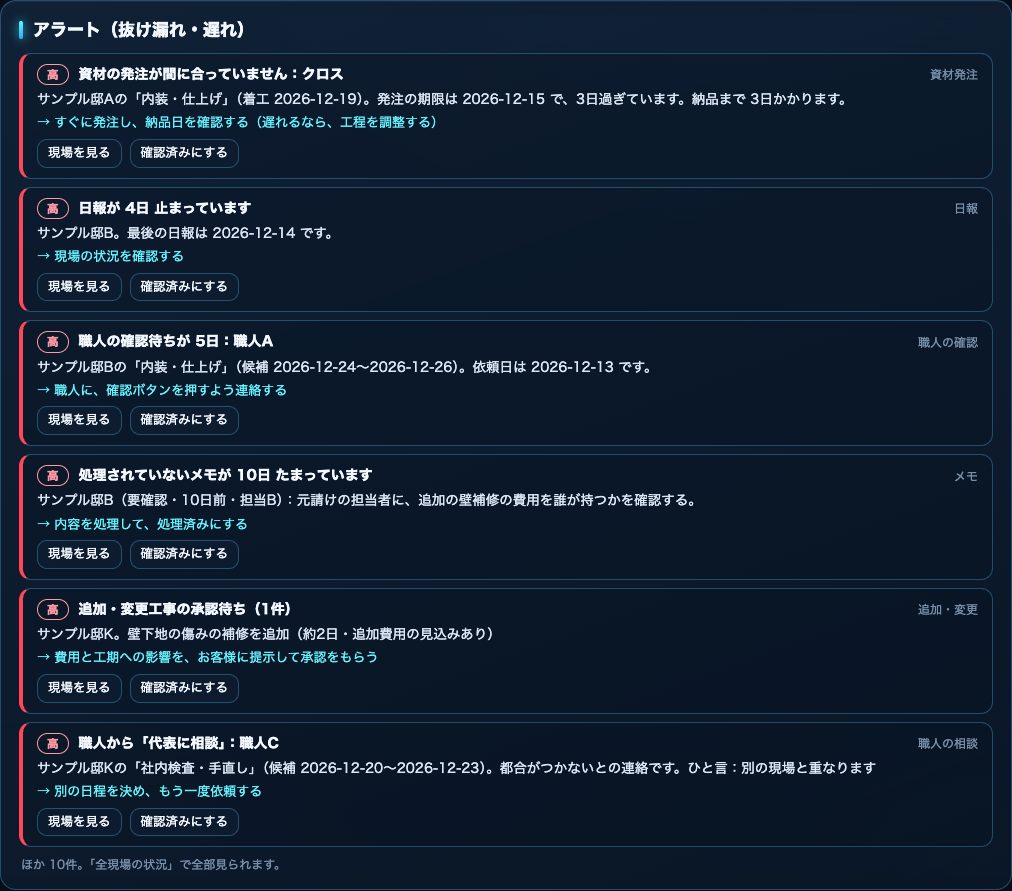 アラート（抜け漏れ・遅れ）
高 資材の発注が間に合っていません：クロス 資材発注
サンプル邸Aの「内装・仕上げ」（着工 2026-12-19）。発注の期限は 2026-12-15 で、3日過ぎています。納品まで 3日かかります。
→ すぐに発注し、納品日を確認する（遅れるなら、工程を調整する）
現場を見る 確認済みにする
高 日報が 4日 止まっています 日報
サンプル邸B。最後の日報は 2026-12-14 です。
→ 現場の状況を確認する
現場を見る 確認済みにする
高 職人の確認待ちが 5日：職人A 職人の確認
サンプル邸Bの「内装・仕上げ」（候補 2026-12-24〜2026-12-26）。依頼日は 2026-12-13 です。
→ 職人に、確認ボタンを押すよう連絡する
現場を見る 確認済みにする
高 処理されていないメモが 10日 たまっています メモ
サンプル邸B（要確認・10日前・担当B）：元請けの担当者に、追加の壁補修の費用を誰が持つかを確認する。
→ 内容を処理して、処理済みにする
現場を見る 確認済みにする
高 追加・変更工事の承認待ち（1件） 追加・変更
サンプル邸K。壁下地の傷みの補修を追加（約2日・追加費用の見込みあり）
→ 費用と工期への影響を、お客様に提示して承認をもらう
現場を見る 確認済みにする
高 職人から「代表に相談」：職人C 職人の相談
サンプル邸Kの「社内検査・手直し」（候補 2026-12-20〜2026-12-23）。都合がつかないとの連絡です。ひと言：別の現場と重なります
→ 別の日程を決め、もう一度依頼する
現場を見る 確認済みにする
ほか 10件。「全現場の状況」で全部見られます。